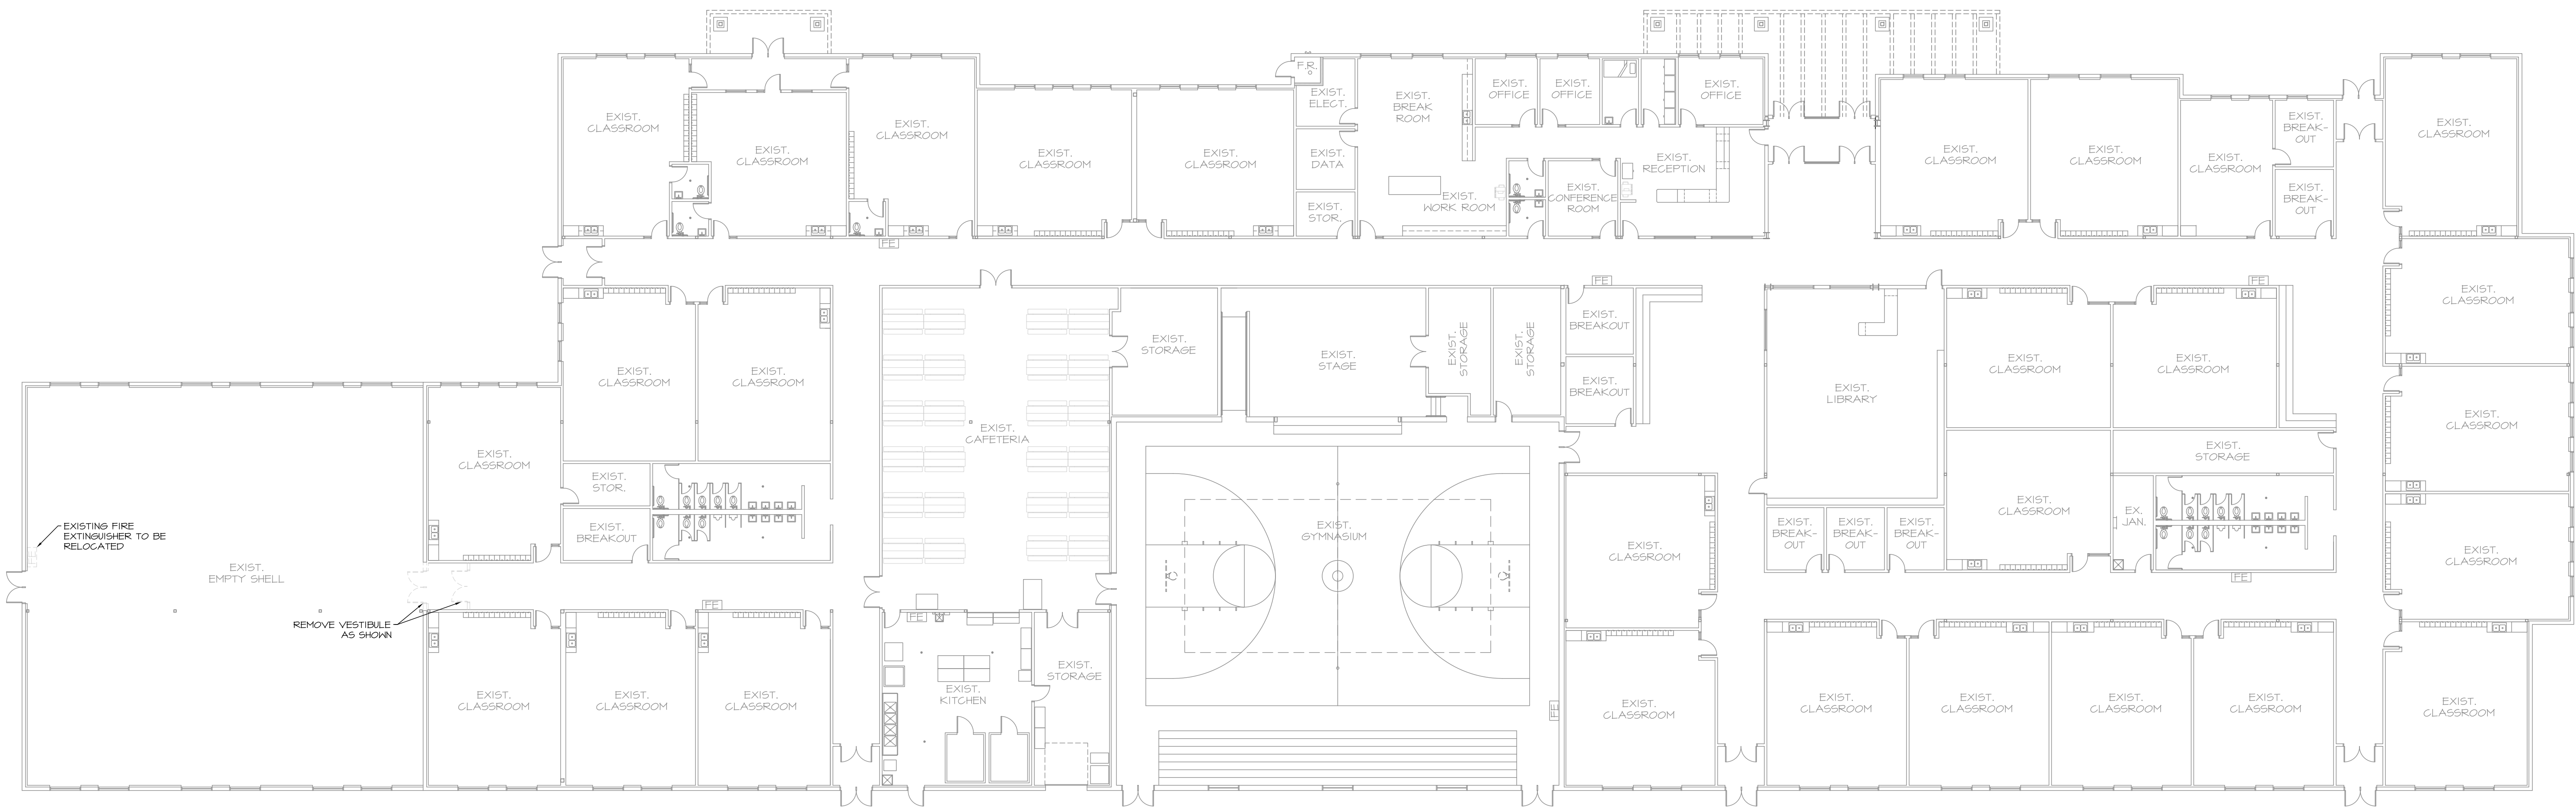 F.R.
EXIST.
CLASSROOM
EXIST.
CLASSROOM
EXIST.
CLASSROOM
EXIST.
CLASSROOM
EXIST.
CLASSROOM
EXIST.
ELECT.
EXIST.
DATA
EXIST.
STOR.
EXIST.
BREAK
ROOM
EXIST.
OFFICE
EXIST.
OFFICE
EXIST.
OFFICE
EXIST.
WORK ROOM
EXIST.
CONFERENCE
ROOM
EXIST.
RECEPTION
EXIST.
CLASSROOM
EXIST.
CLASSROOM
EXIST.
CLASSROOM
EXIST.
BREAK-
OUT
EXIST.
BREAK-
OUT
EXIST.
CLASSROOM
FE
EXIST.
CLASSROOM
EXIST.
CLASSROOM
EXIST.
CLASSROOM
EXIST.
STOR.
EXIST.
BREAKOUT
EXIST.
CAFETERIA
EXIST.
STORAGE
EXIST.
STAGE
EXIST.
STORAGE
EXIST.
STORAGE
FE
EXIST.
BREAKOUT
EXIST.
BREAKOUT
EXIST.
LIBRARY
EXIST.
CLASSROOM
EXIST.
CLASSROOM
FE
EXIST.
CLASSROOM
EXIST.
CLASSROOM
EXIST.
STORAGE
EXIST.
CLASSROOM
EX.
JAN.
EXIST.
BREAK-
OUT
EXIST.
BREAK-
OUT
EXIST.
BREAK-
OUT
FE
EXIST.
CLASSROOM
EXISTING FIRE
EXTINGUISHER TO BE
RELOCATED
EXIST.
EMPTY SHELL
REMOVE VESTIBULE
AS SHOWN
FE
EXIST.
CLASSROOM
EXIST.
CLASSROOM
EXIST.
CLASSROOM
FE
EXIST.
KITCHEN
EXIST.
STORAGE
EXIST.
GYMNASIUM
FE
EXIST.
CLASSROOM
EXIST.
CLASSROOM
EXIST.
CLASSROOM
EXIST.
CLASSROOM
EXIST.
CLASSROOM
EXIST.
CLASSROOM
EXIST.
CLASSROOM